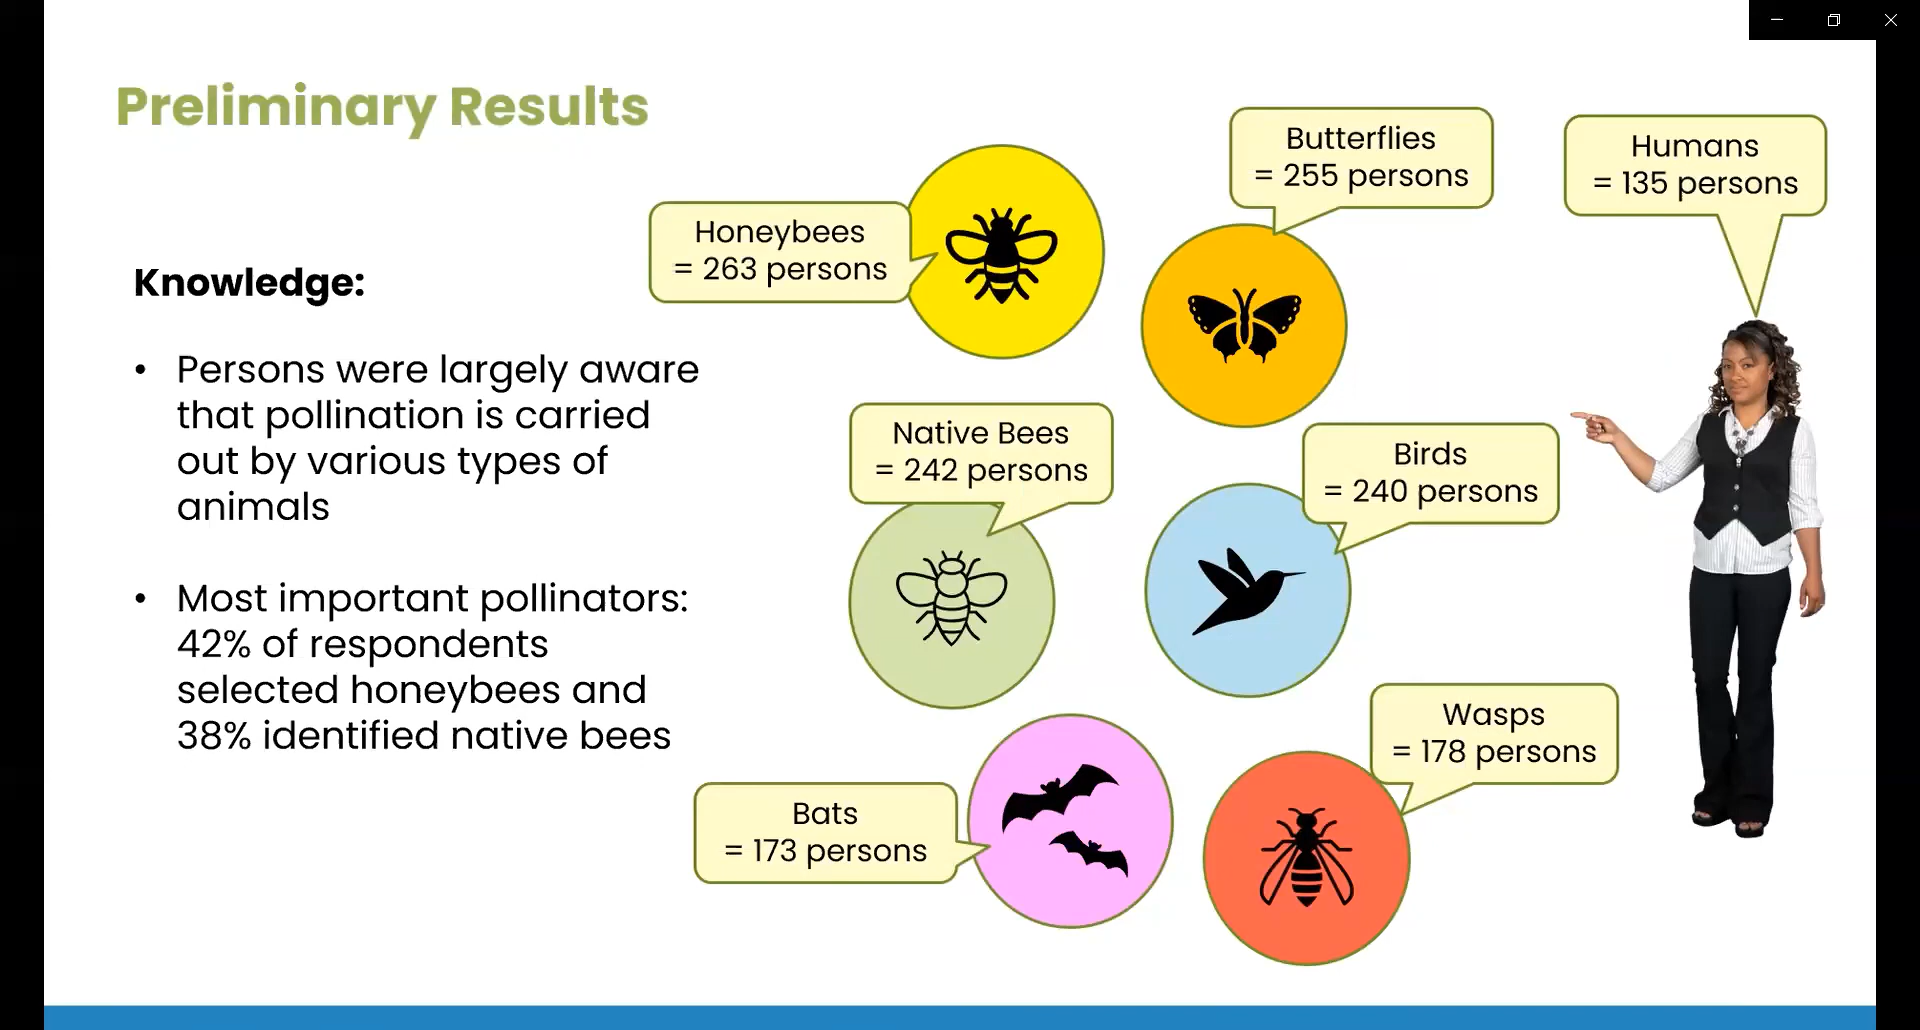 Preliminary Results
Knowledge:
• Persons were largely aware
that pollination is carried
out by various types of
animals
• Most important pollinators:
42% of respondents
selected honeybees and
38% identified native bees
Honeybees
= 263 persons
Butterflies
= 255 persons
Humans
= 135 persons
Native Bees
= 242 persons
Birds
= 240 persons
Wasps
= 178 persons
Bats
= 173 persons